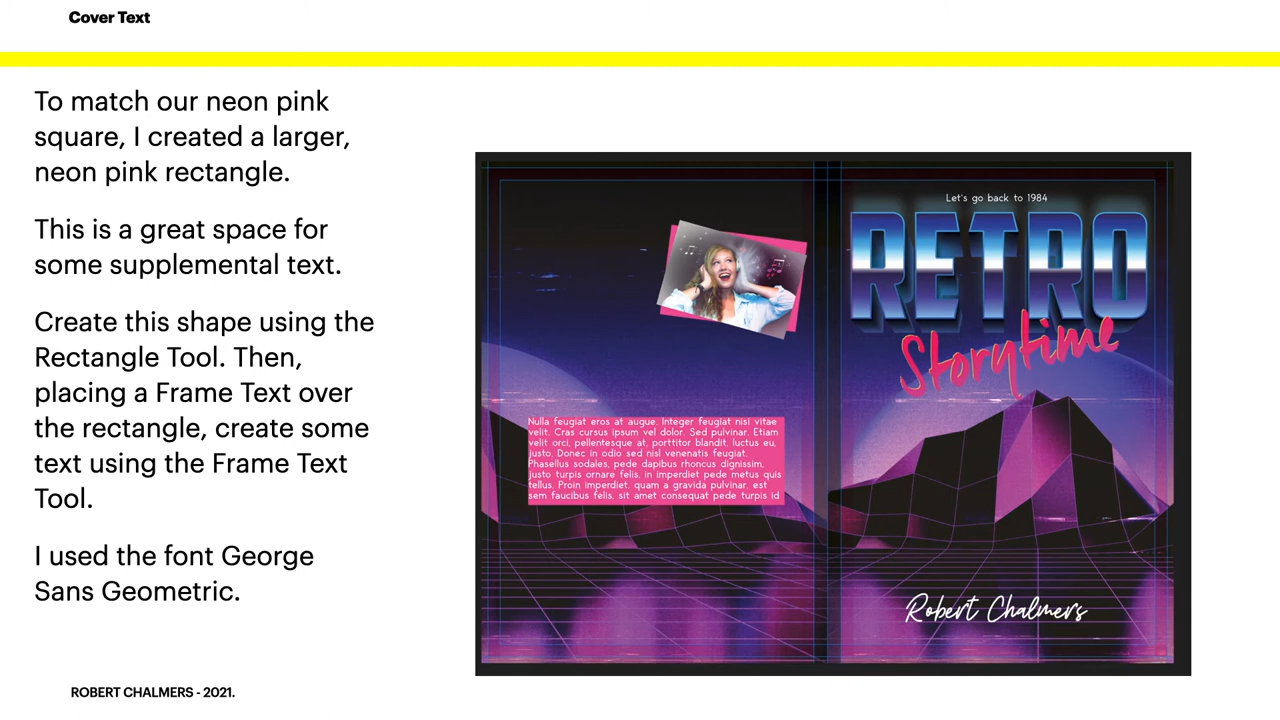 Cover Text
To match our neon pink
square, I created a larger,
neon pink rectangle.
This is a great space for
some supplemental text.
Create this shape using the
Rectangle Tool. Then,
placing a Frame Text over
the rectangle, create some
text using the Frame Text
Tool.
I used the font George
Sans Geometric.
Let's go back to 1984
RETRO
Storytime
Nulla feugiat eros at augue. Integer feugiat nisi vitae
velit. Cras cursus ipsum vel dolor. Sed pulvinar. Etiam
velit orci, pellentesque at, porttitor blandit, luctus eu,
justo. Donec in odio sed nisl venenatis feugiat.
Phasellus sodales, pede dapibus rhoncus dignissim,
justo turpis ornare felis, in imperdiet pede metus quis
tellus. Proin imperdiet, quam a gravida pulvinar, est
sem faucibus felis, sit amet consequat pede turpis id
Robert Chalmers
ROBERT CHALMERS - 2021.